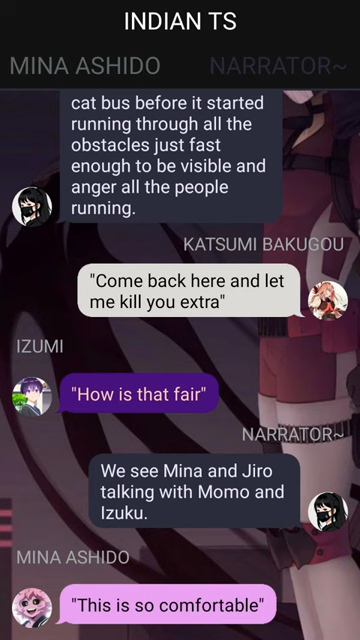 INDIAN TS
MINA ASHIDO
NARRATOR~
cat bus before it started
running through all the
obstacles just fast
enough to be visible and
anger all the people
running.
KATSUMI BAKUGOU
"Come back here and let
me kill you extra"
IZUMI
"How is that fair"
NARRATOR~
We see Mina and Jiro
talking with Momo and
Izuku.
MINA ASHIDO
"This is so comfortable"